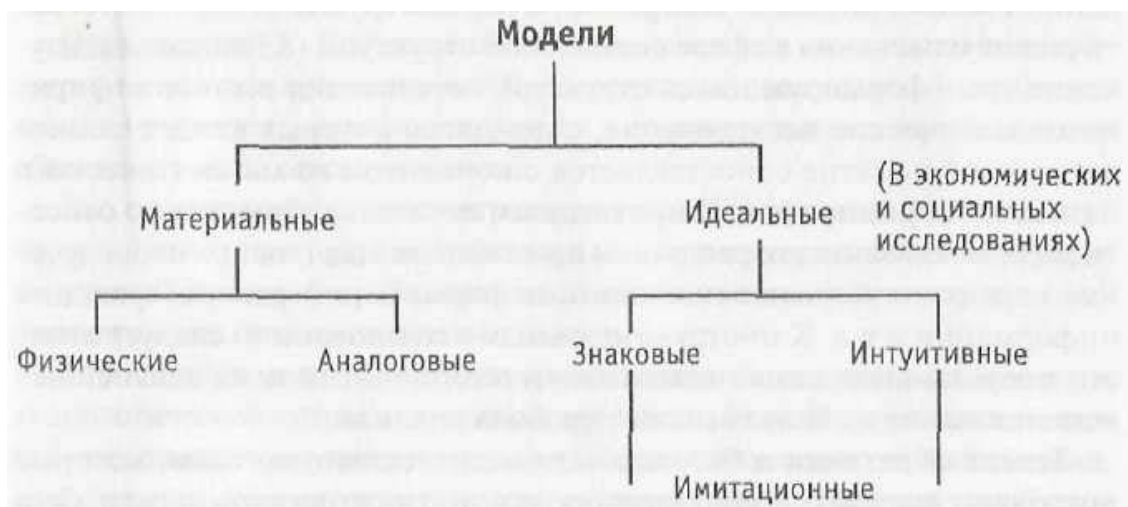 Модели
Материальные
Идеальные
(В экономических
и социальных
исследованиях)
Физические
Аналоговые
Знаковые
Интуитивные
Имитационные